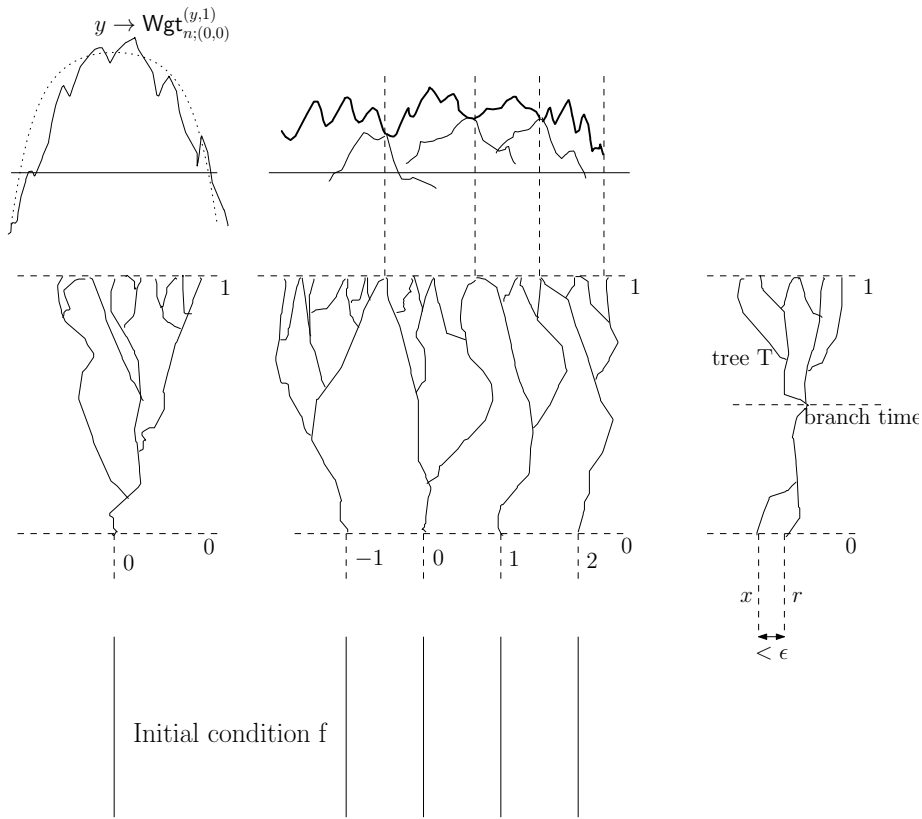 y → Wgt_{n;(0,0)}^{(y,1)}
1
1
1
tree T
branch time
0
0
0
0
−1
0
1
2
x
r
< ϵ
Initial condition f